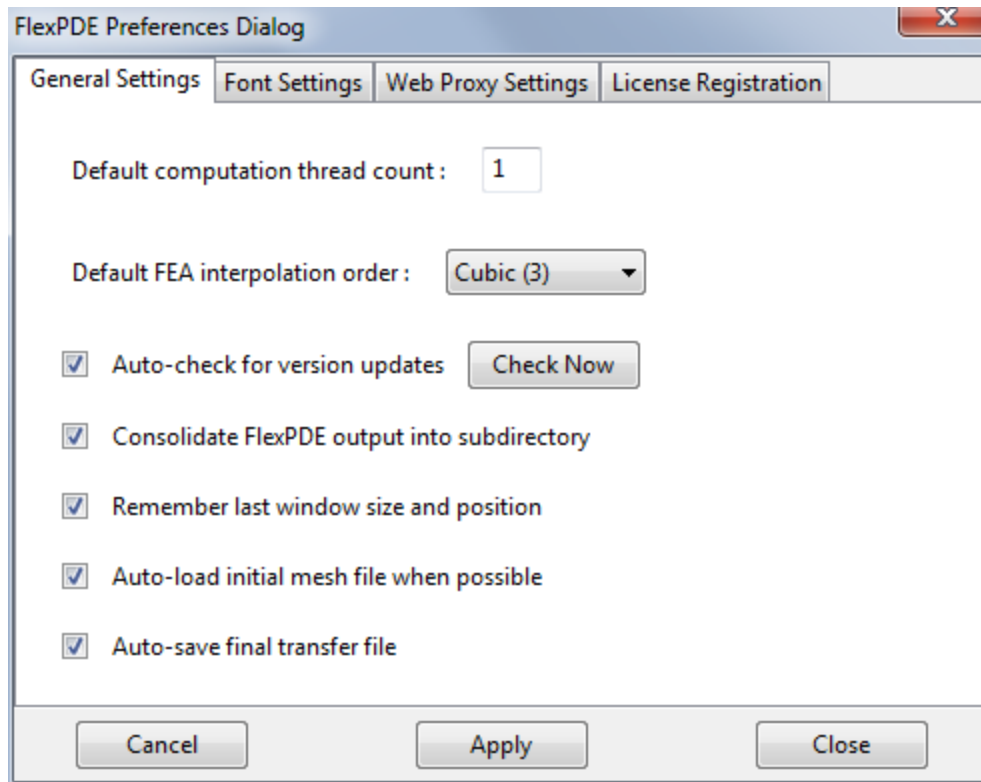 FlexPDE Preferences Dialog
General Settings Font Settings Web Proxy Settings License Registration
Default computation thread count : 1
Default FEA interpolation order : Cubic (3)
Auto-check for version updates Check Now
Consolidate FlexPDE output into subdirectory
Remember last window size and position
Auto-load initial mesh file when possible
Auto-save final transfer file
Cancel Apply Close